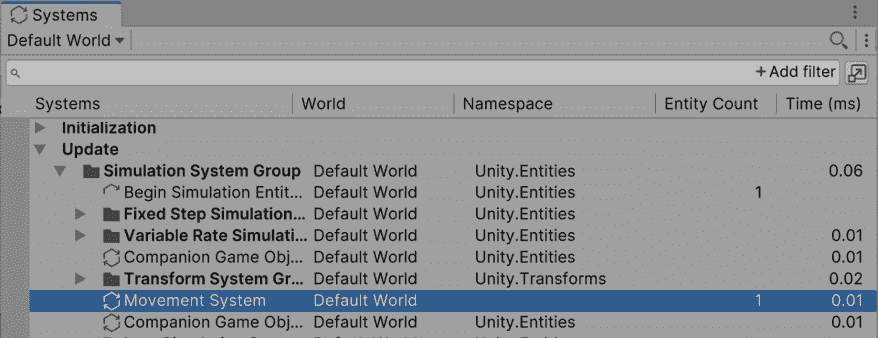 Systems
Default World
+Add filter
Systems World Namespace Entity Count Time (ms)
Initialization
Update
Simulation System Group Default World Unity.Entities 0.06
Begin Simulation Entit... Default World Unity.Entities 1
Fixed Step Simulation... Default World Unity.Entities
Variable Rate Simulati... Default World Unity.Entities 0.01
Companion Game Obj... Default World Unity.Entities 0.01
Transform System Gr... Default World Unity.Transforms 0.02
Movement System Default World 1 0.01
Companion Game Obj... Default World Unity.Entities 0.01